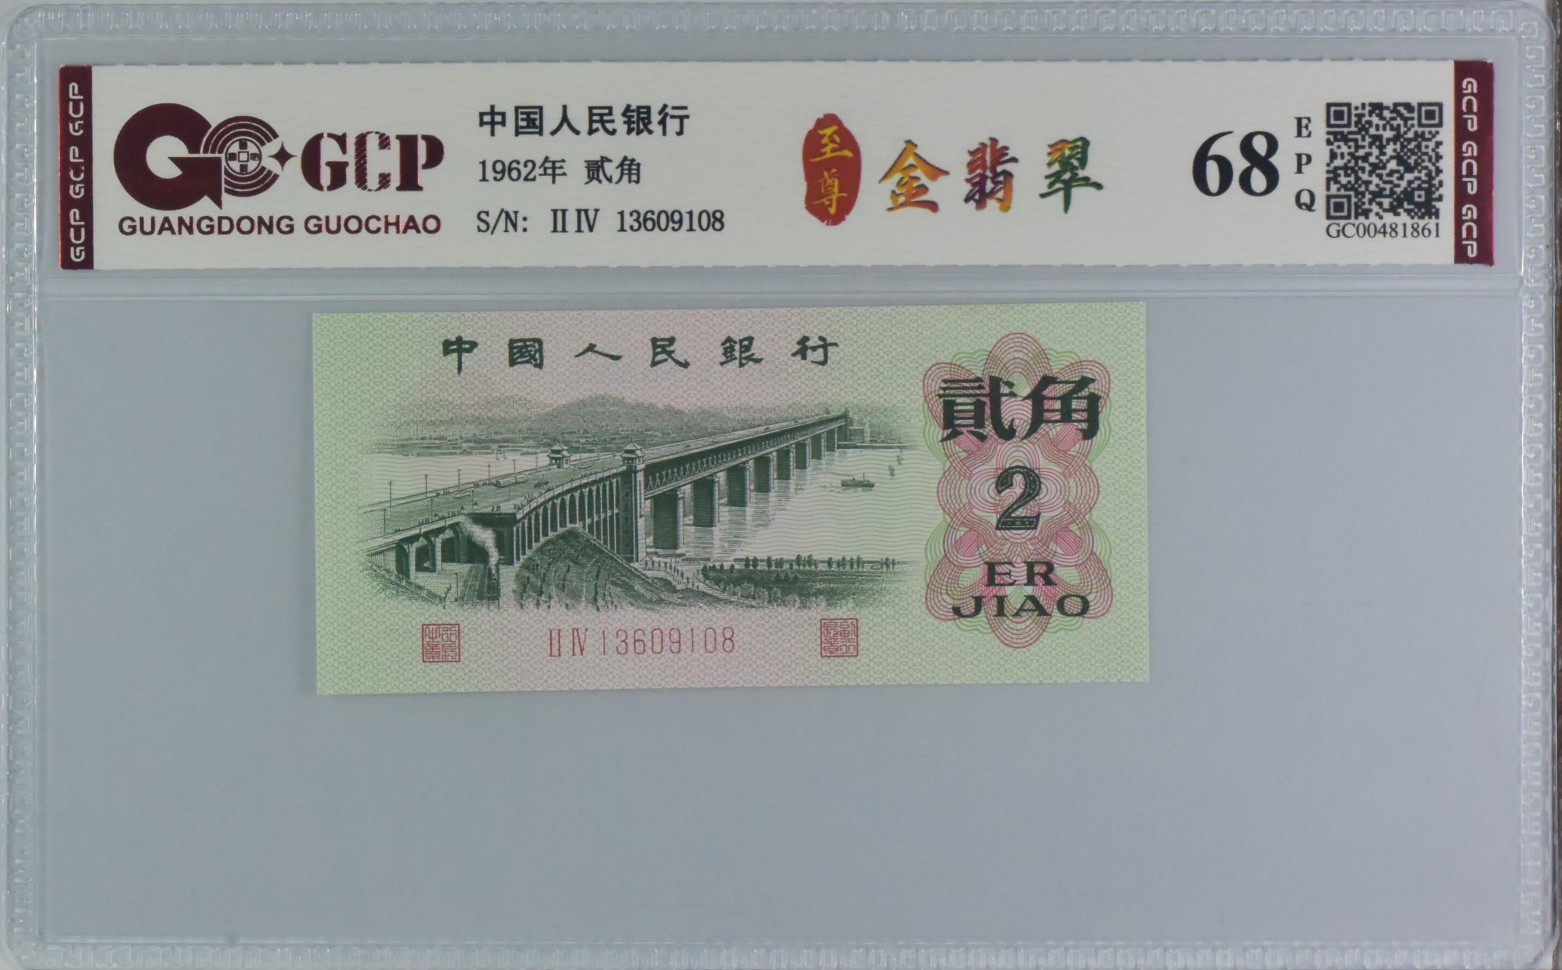 GCP GCP GCP
GCP
GUANGDONG GUOCHAO
中国人民银行
1962年 贰角
S/N: ⅡⅣ 13609108
至尊
金翡翠
68
EPQ
GC00481861
GCP GCP GCP
中國人民銀行
貳角
2
ER
JIAO
ⅡⅣ 13609108